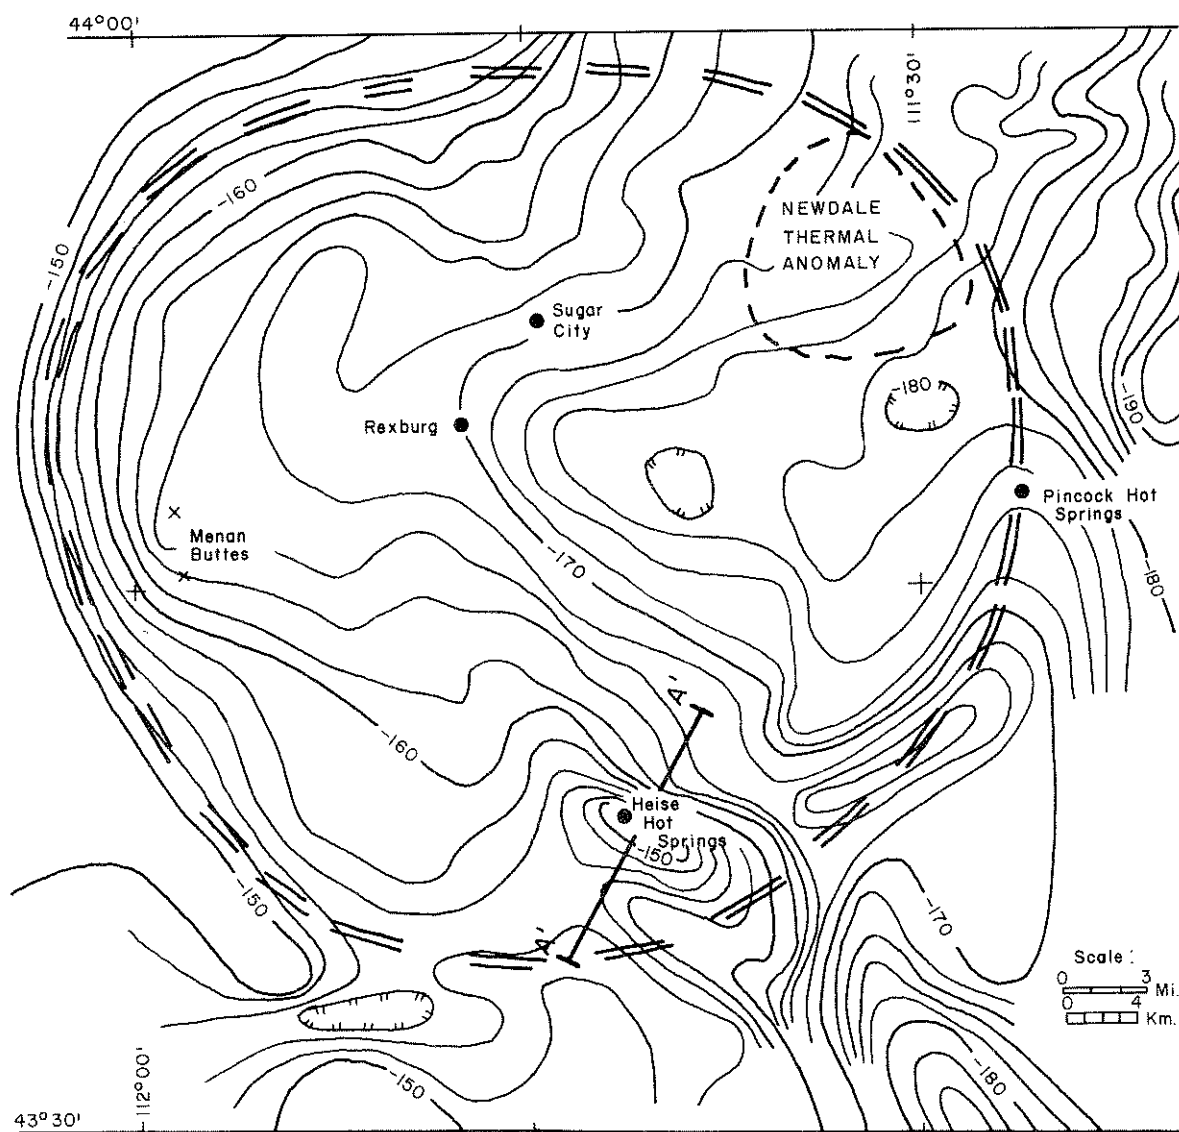 44°00'
111°30'
-160
NEWDALE
THERMAL
ANOMALY
-150
Sugar
City
-180
-190
Rexburg
Pincock Hot
Springs
Menan
Buttes
-170
-180
A'
-160
Heise
Hot
Springs
-150
-150
-170
A'
Scale:
0 3
Mi.
0 4
Km.
-150
-180
112°00'
43°30'